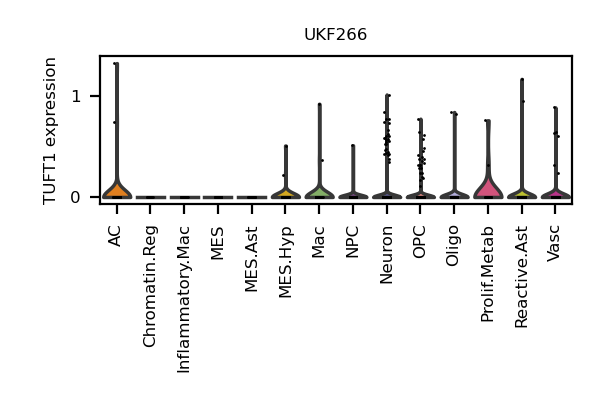 UKF266
TUFT1 expression
1
0
AC
Chromatin.Reg
Inflammatory.Mac
MES
MES.Ast
MES.Hyp
Mac
NPC
Neuron
OPC
Oligo
Prolif.Metab
Reactive.Ast
Vasc